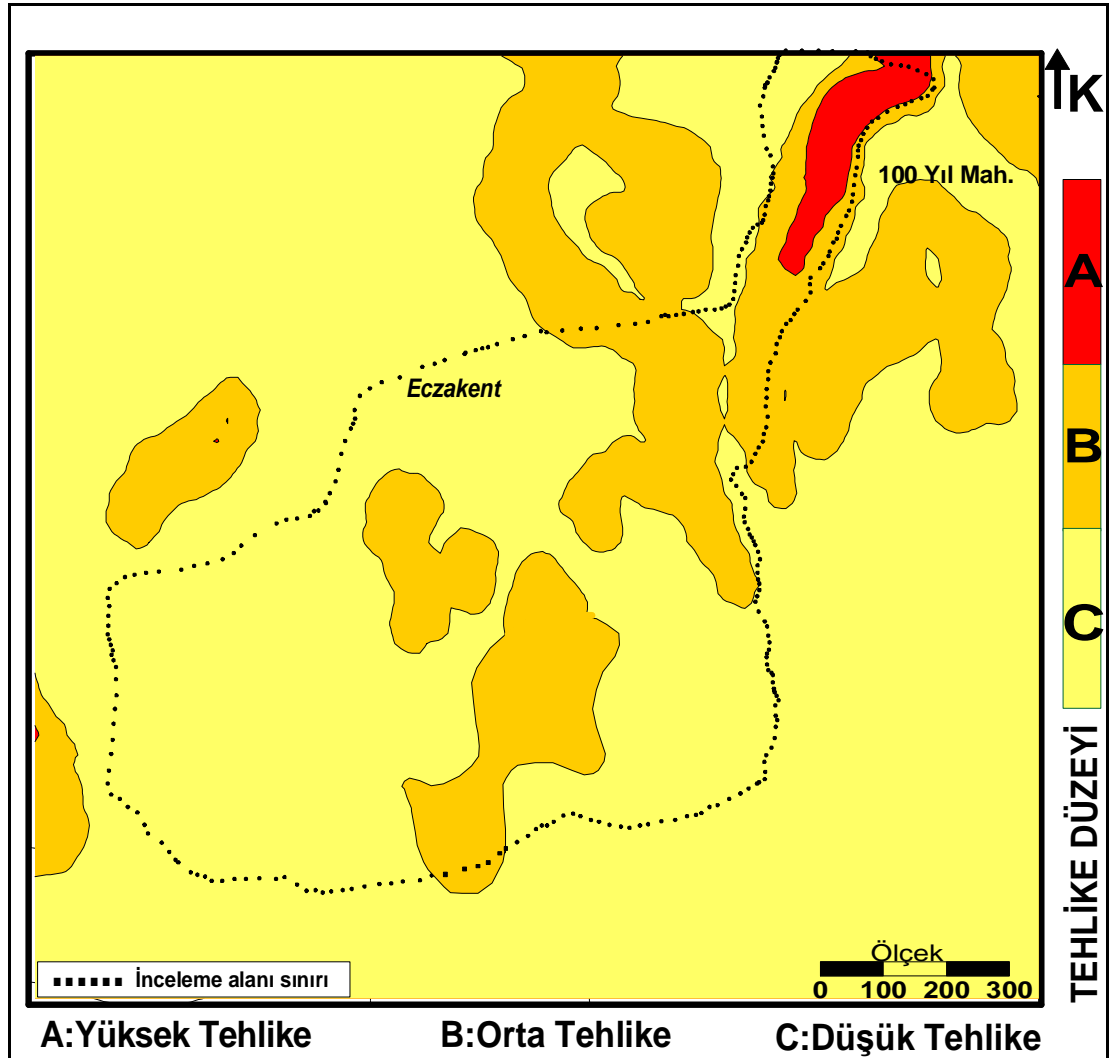 K
100 Yıl Mah.
Eczakent
A
B
C
TEHLİKE DÜZEYİ
İnceleme alanı sınırı
Ölçek
0 100 200 300
A:Yüksek Tehlike B:Orta Tehlike C:Düşük Tehlike